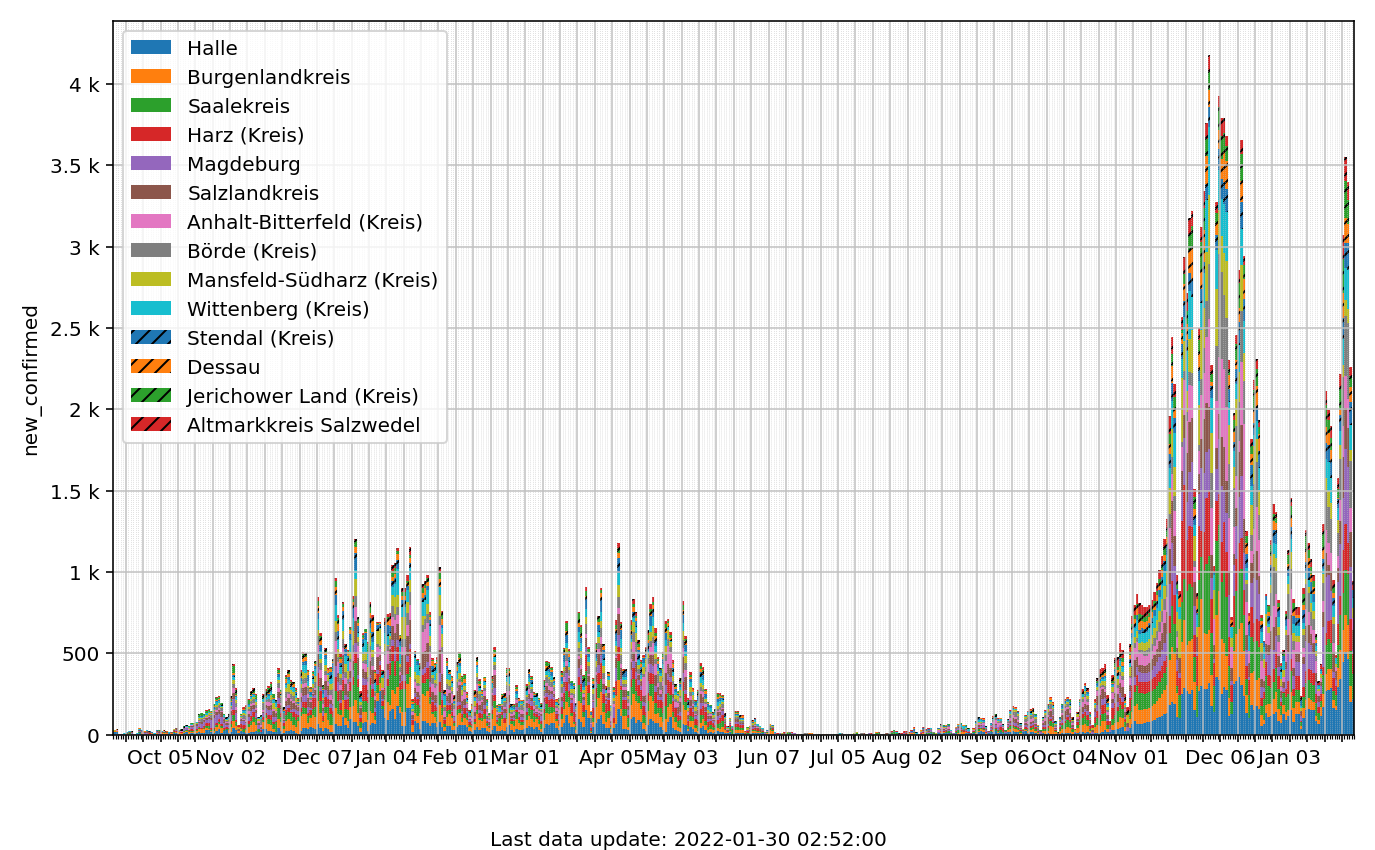 Halle
Burgenlandkreis
Saalekreis
Harz (Kreis)
Magdeburg
Salzlandkreis
Anhalt-Bitterfeld (Kreis)
Börde (Kreis)
Mansfeld-Südharz (Kreis)
Wittenberg (Kreis)
Stendal (Kreis)
Dessau
Jerichower Land (Kreis)
Altmarkkreis Salzwedel
new_confirmed
4 k
3.5 k
3 k
2.5 k
2 k
1.5 k
1 k
500
0
Oct 05 Nov 02 Dec 07 Jan 04 Feb 01 Mar 01 Apr 05 May 03 Jun 07 Jul 05 Aug 02 Sep 06 Oct 04 Nov 01 Dec 06 Jan 03
Last data update: 2022-01-30 02:52:00